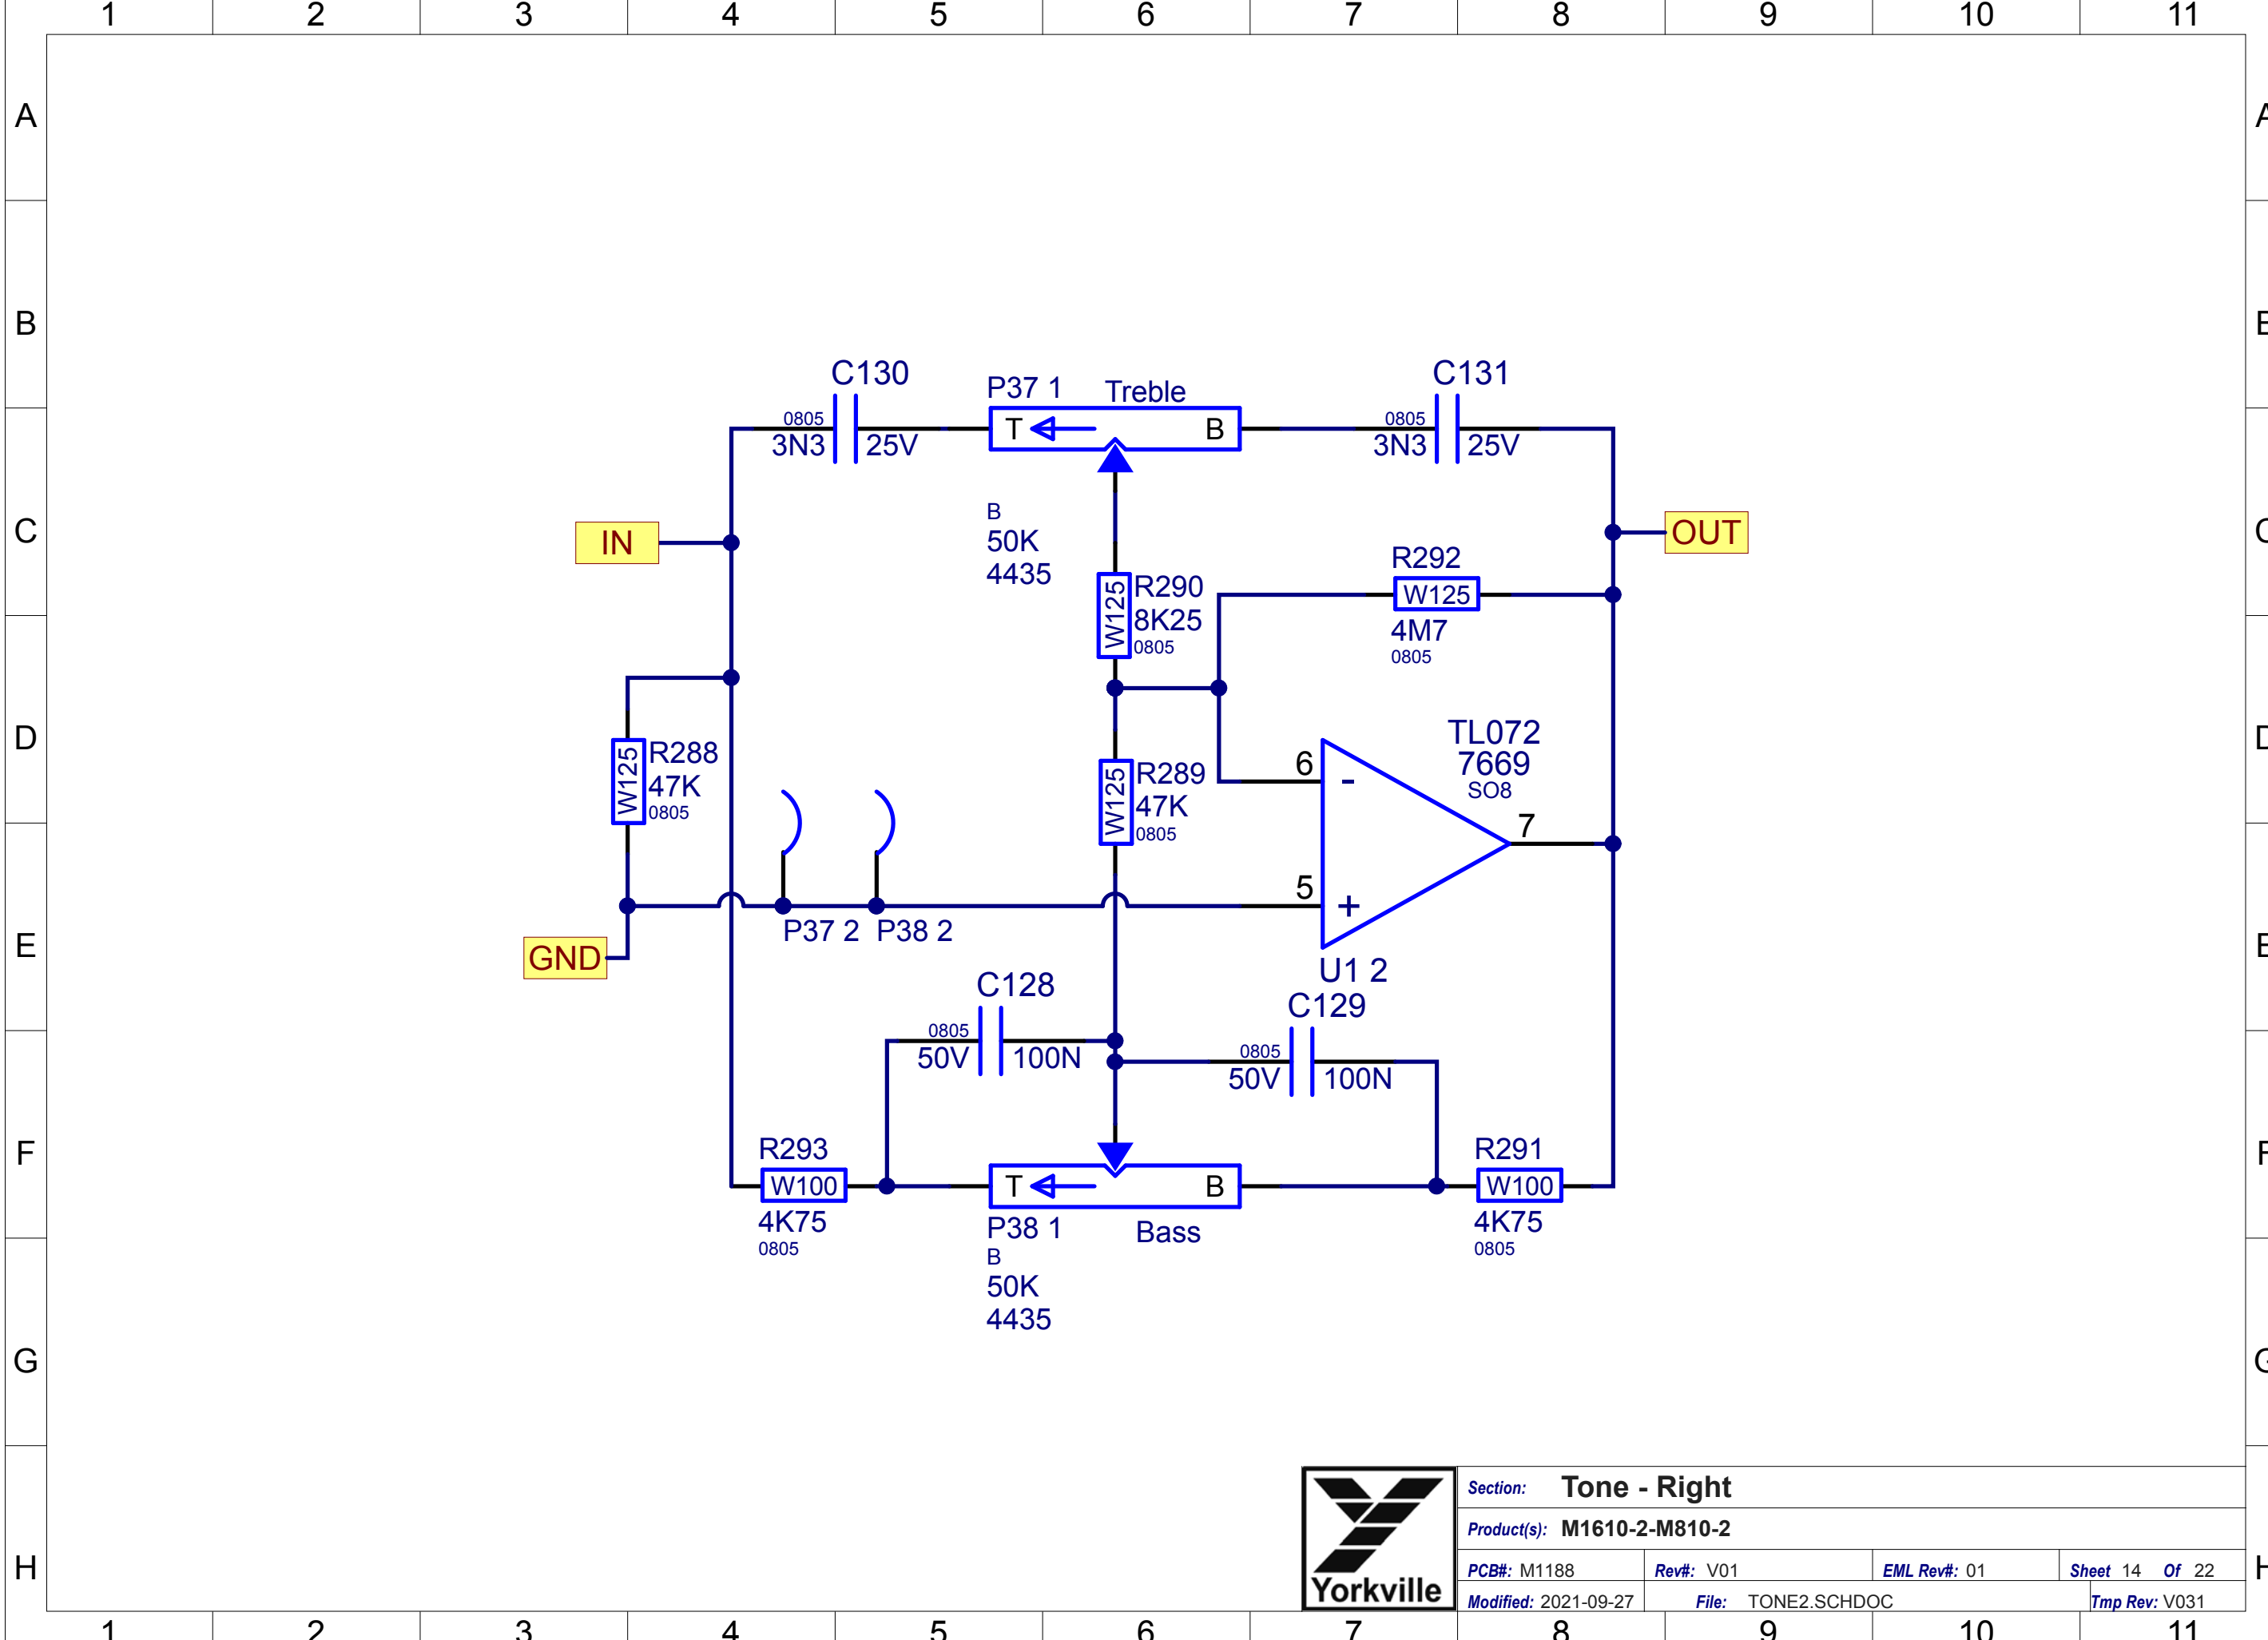 1 2 3 4 5 6 7 8 9 10 11
A A
B B
C C
D D
E E
F F
G G
H H
C130
0805
3N3 25V
P37 1 Treble
T B
B
50K
4435
C131
0805
3N3 25V
IN
OUT
R292
W125
4M7
0805
W125
R290
8K25
0805
W125
R288
47K
0805
W125
R289
47K
0805
TL072
7669
SO8
6
-
7
5
+
U1 2
P37 2 P38 2
GND
C128
0805
50V 100N
C129
0805
50V 100N
R293
W100
4K75
0805
T B
P38 1 Bass
B
50K
4435
R291
W100
4K75
0805
Yorkville
Section: Tone - Right
Product(s): M1610-2-M810-2
PCB#: M1188 Rev#: V01 EML Rev#: 01 Sheet 14 Of 22
Modified: 2021-09-27 File: TONE2.SCHDOC Tmp Rev: V031
1 2 3 4 5 6 7 8 9 10 11